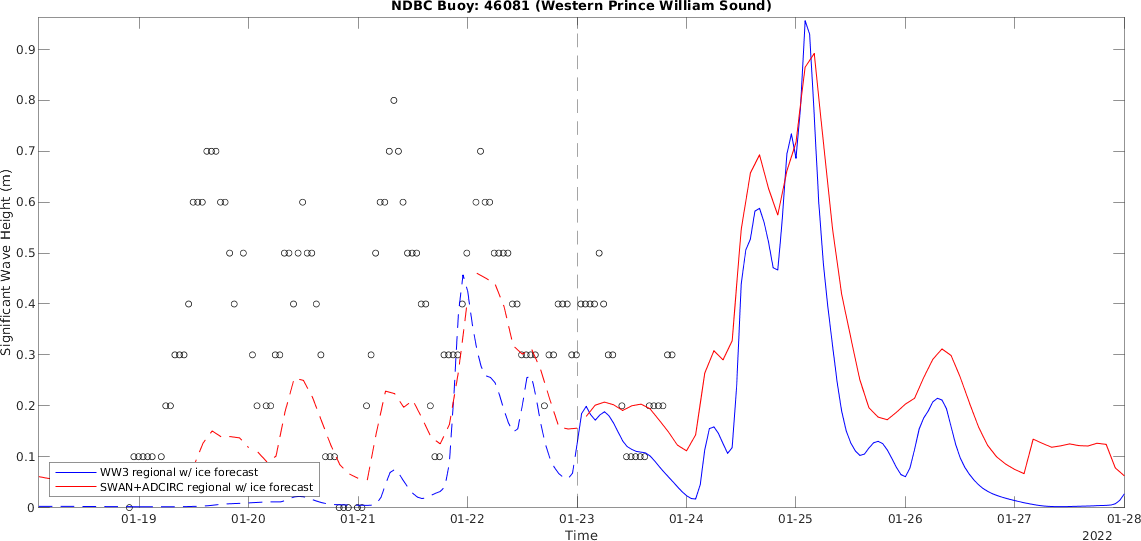 NDBC Buoy: 46081 (Western Prince William Sound)
Significant Wave Height (m)
0.9
0.8
0.7
0.6
0.5
0.4
0.3
0.2
0.1
0
WW3 regional w/ ice forecast
SWAN+ADCIRC regional w/ ice forecast
01-19 01-20 01-21 01-22 01-23 01-24 01-25 01-26 01-27 01-28
Time
2022